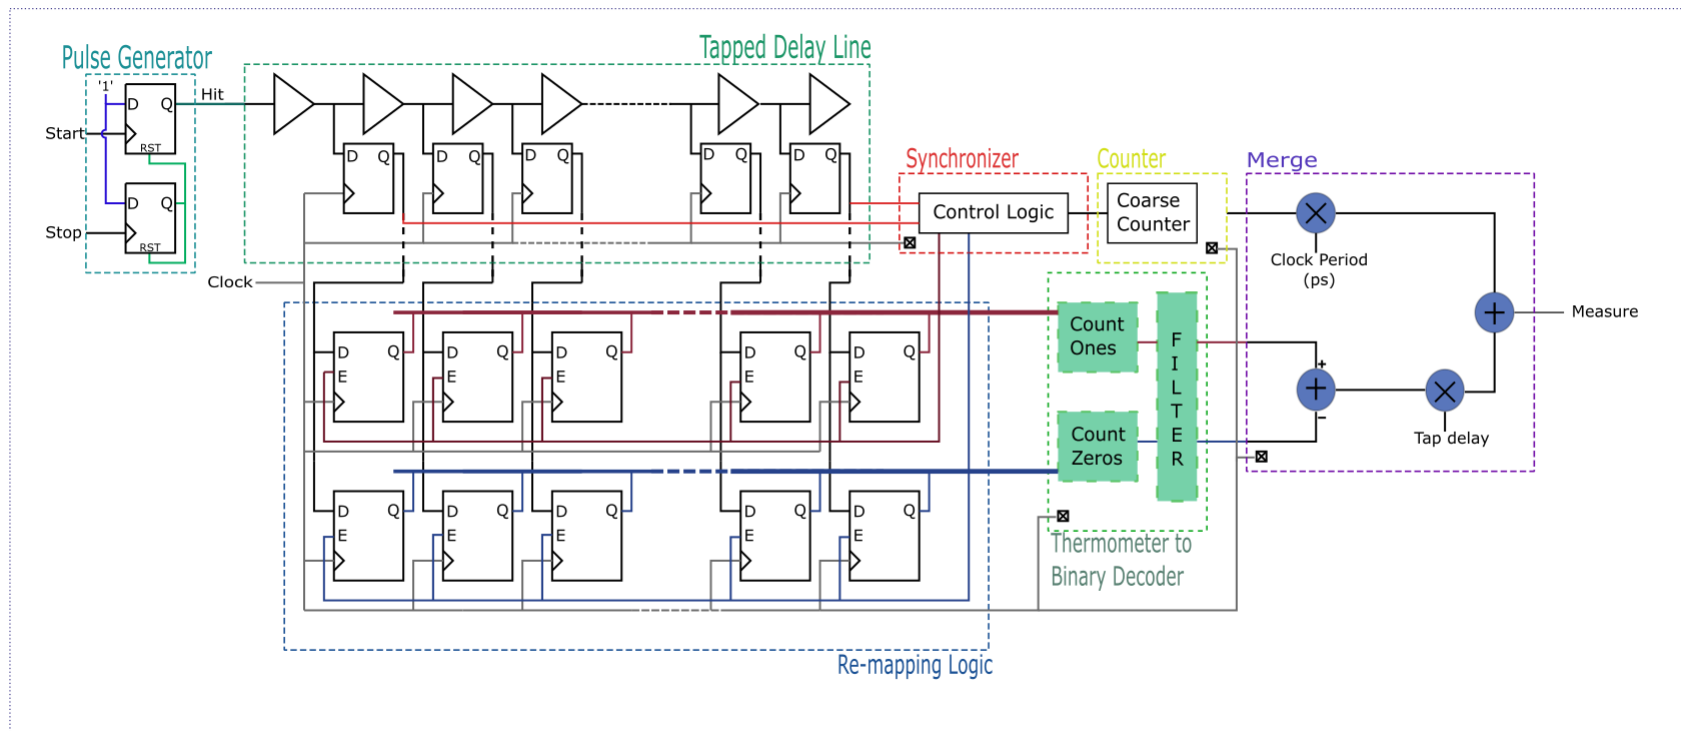 Pulse Generator
Tapped Delay Line
'1'
D Q
Hit
Start
RST
D Q
Stop
RST
D Q
D Q
D Q
D Q
D Q
Synchronizer
Control Logic
Counter
Coarse
Counter
Merge
Clock Period
(ps)
Clock
D Q
E
D Q
E
D Q
E
D Q
E
D Q
E
Count
Ones
F
I
L
T
E
R
+
+
−
+
Measure
Tap delay
Count
Zeros
D Q
E
D Q
E
D Q
E
D Q
E
D Q
E
Thermometer to
Binary Decoder
Re-mapping Logic